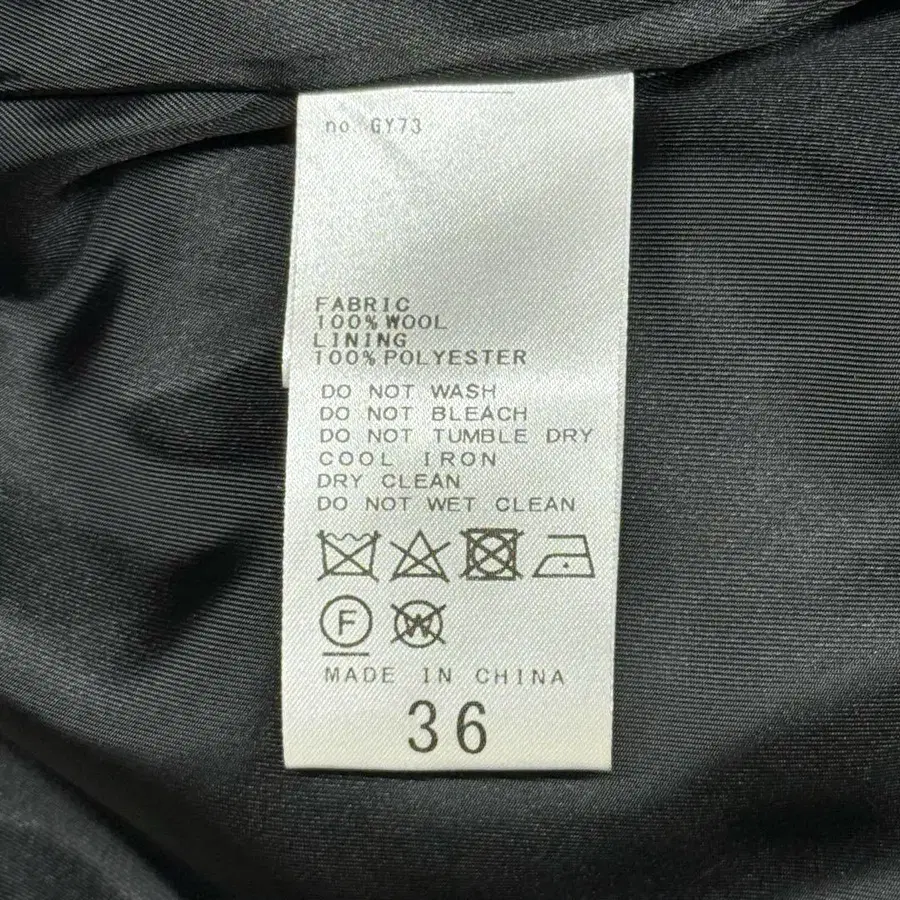 no. GY73
FABRIC
100%WOOL
LINING
100%POLYESTER
DO NOT WASH
DO NOT BLEACH
DO NOT TUMBLE DRY
COOL IRON
DRY CLEAN
DO NOT WET CLEAN
F W
MADE IN CHINA
36